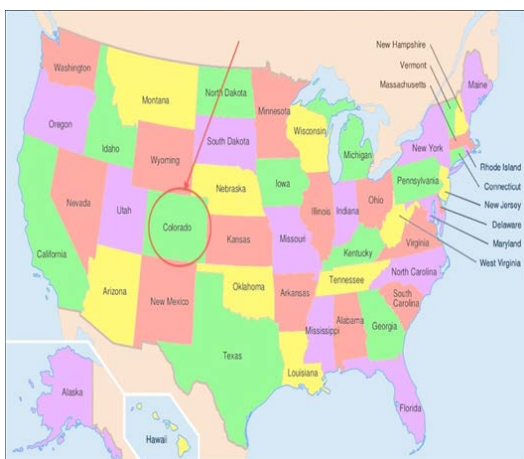 New Hampshire
Vermont
Massachusetts
Washington
Montana
North Dakota
Minnesota
Maine
Oregon
Idaho
Wyoming
South Dakota
Wisconsin
Michigan
New York
Rhode Island
Connecticut
New Jersey
Delaware
Maryland
West Virginia
Nevada
Utah
Colorado
Nebraska
Iowa
Illinois
Indiana
Ohio
Pennsylvania
California
Kansas
Missouri
Kentucky
Virginia
Arizona
New Mexico
Oklahoma
Arkansas
Tennessee
North Carolina
South
Carolina
Texas
Louisiana
Mississippi
Alabama
Georgia
Florida
Alaska
Hawaii